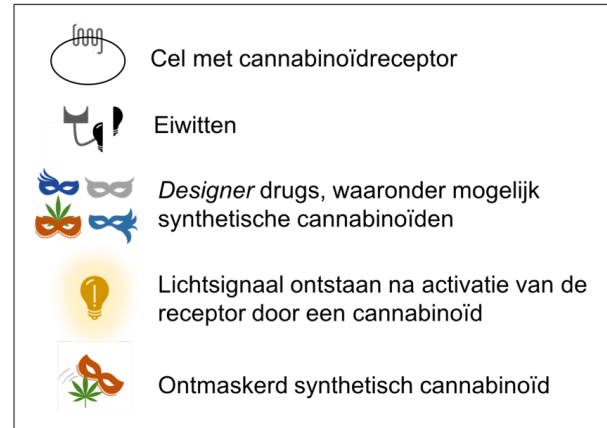 Cel met cannabinoïdreceptor
Eiwitten
Designer drugs, waaronder mogelijk
synthetische cannabinoïden
Lichtsignaal ontstaan na activatie van de
receptor door een cannabinoïd
Ontmaskerd synthetisch cannabinoïd